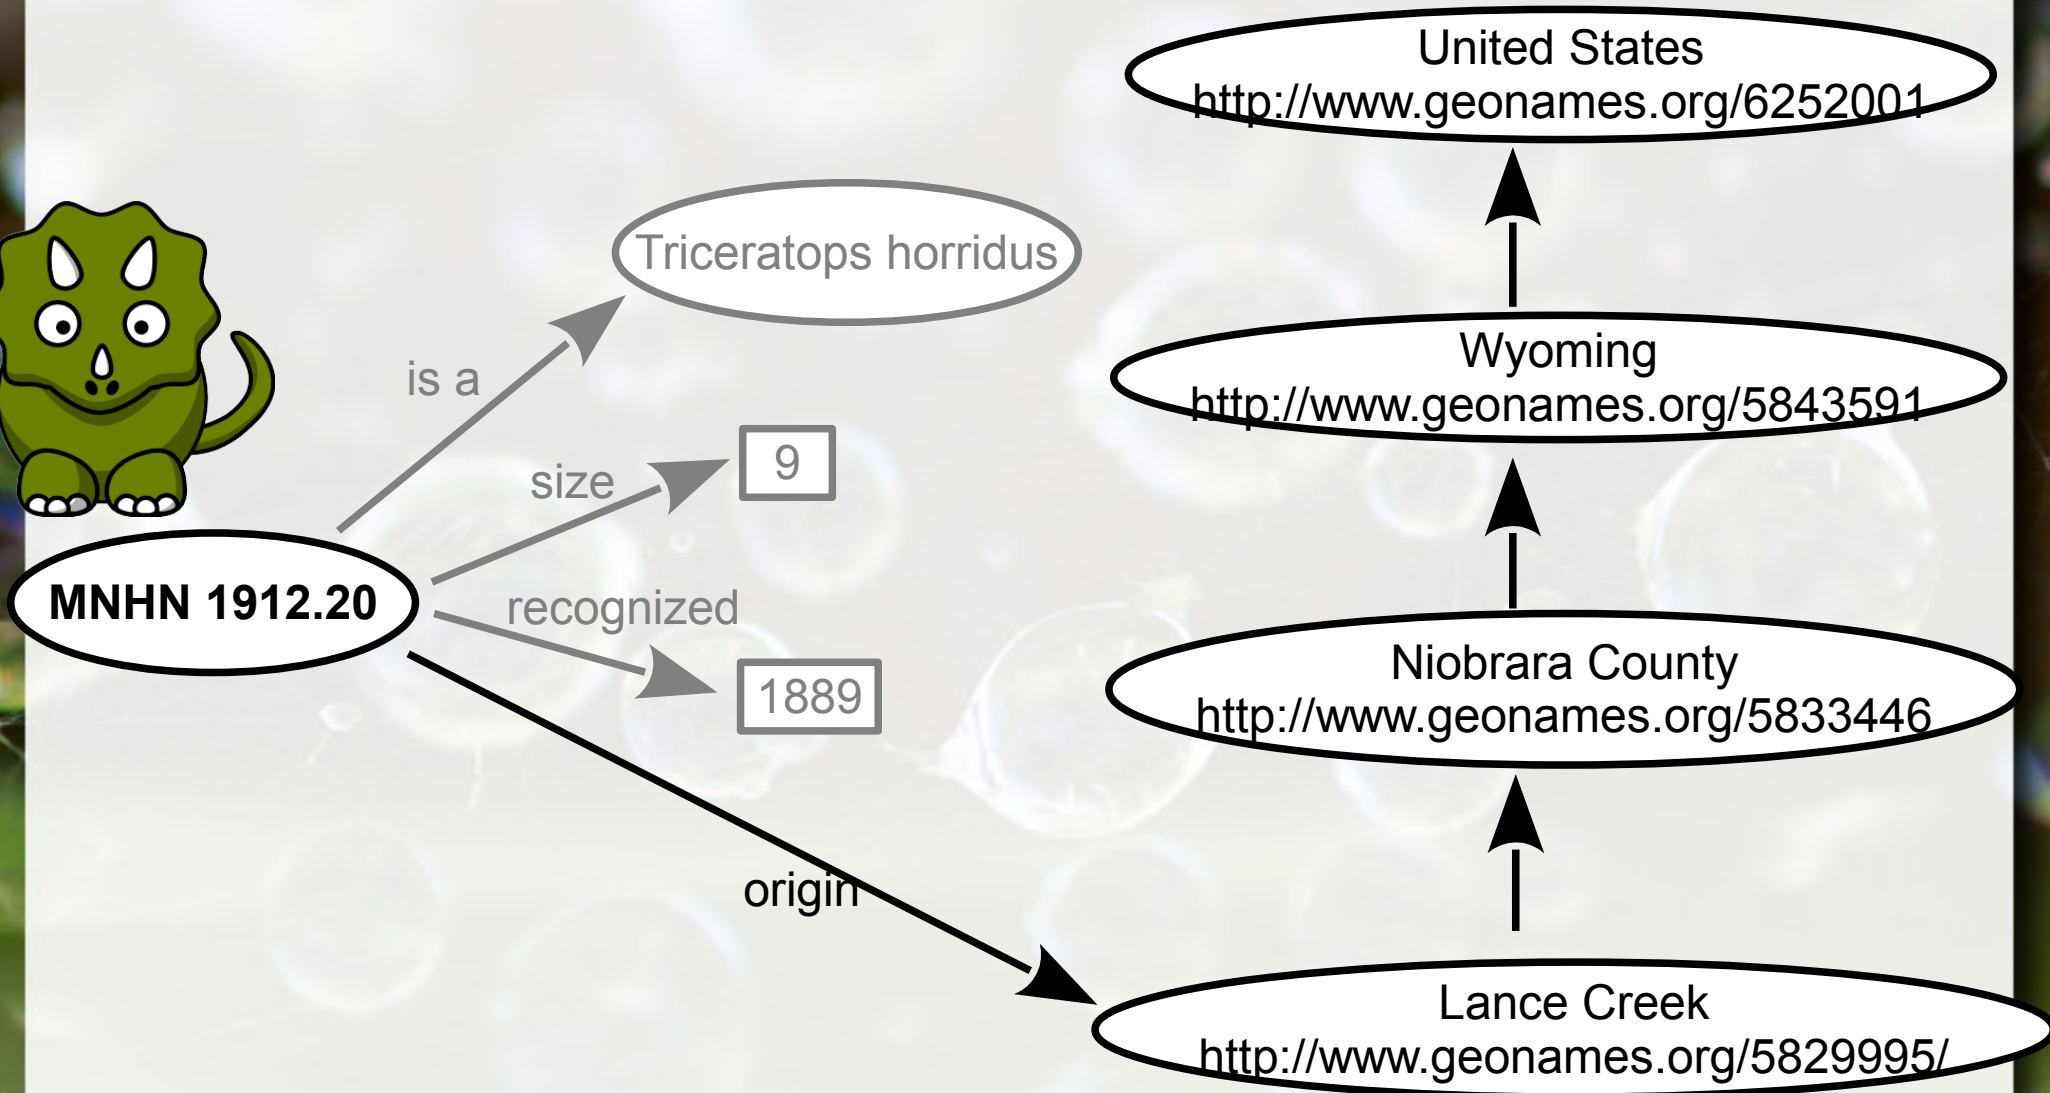 United States
http://www.geonames.org/6252001
Triceratops horridus
is a
Wyoming
http://www.geonames.org/5843591
size
9
MNHN 1912.20
recognized
1889
Niobrara County
http://www.geonames.org/5833446
origin
Lance Creek
http://www.geonames.org/5829995/